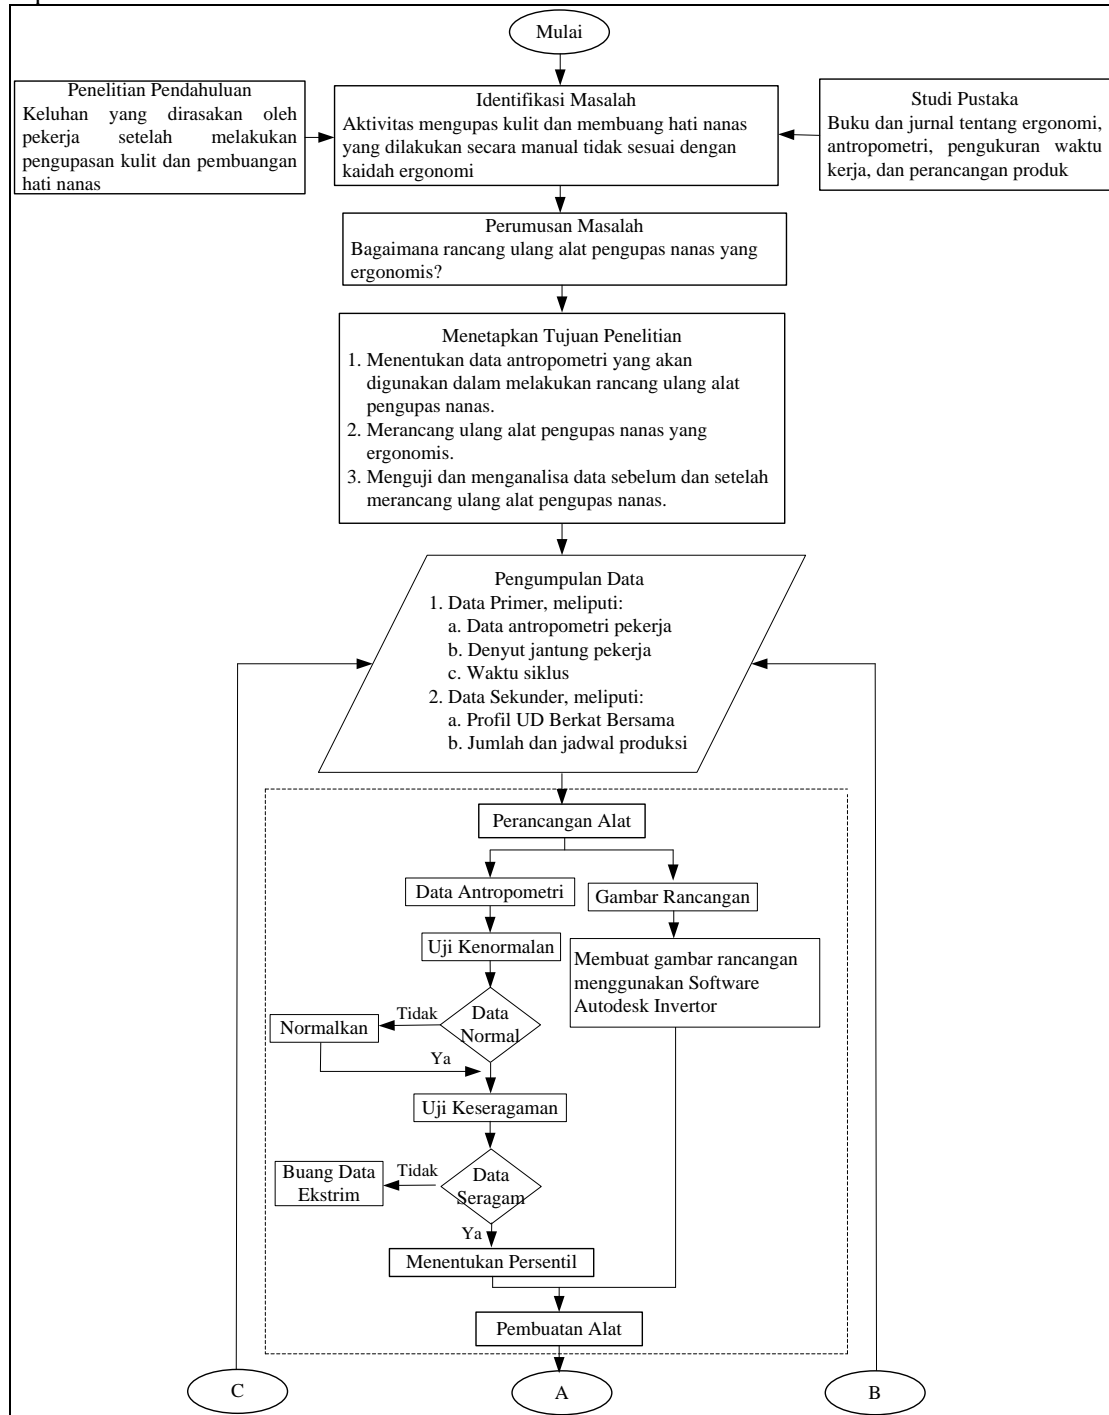 Mulai
Penelitian Pendahuluan
Keluhan yang dirasakan oleh
pekerja setelah melakukan
pengupasan kulit dan pembuangan
hati nanas
Identifikasi Masalah
Aktivitas mengupas kulit dan membuang hati nanas
yang dilakukan secara manual tidak sesuai dengan
kaidah ergonomi
Studi Pustaka
Buku dan jurnal tentang ergonomi,
antropometri, pengukuran waktu
kerja, dan perancangan produk
Perumusan Masalah
Bagaimana rancang ulang alat pengupas nanas yang
ergonomis?
Menetapkan Tujuan Penelitian
1. Menentukan data antropometri yang akan
digunakan dalam melakukan rancang ulang alat
pengupas nanas.
2. Merancang ulang alat pengupas nanas yang
ergonomis.
3. Menguji dan menganalisa data sebelum dan setelah
merancang ulang alat pengupas nanas.
Pengumpulan Data
1. Data Primer, meliputi:
a. Data antropometri pekerja
b. Denyut jantung pekerja
c. Waktu siklus
2. Data Sekunder, meliputi:
a. Profil UD Berkat Bersama
b. Jumlah dan jadwal produksi
Perancangan Alat
Data Antropometri
Gambar Rancangan
Uji Kenormalan
Membuat gambar rancangan
menggunakan Software
Autodesk Invertor
Data
Normal
Tidak
Normalkan
Ya
Uji Keseragaman
Data
Seragam
Tidak
Buang Data
Ekstrim
Ya
Menentukan Persentil
Pembuatan Alat
C
A
B